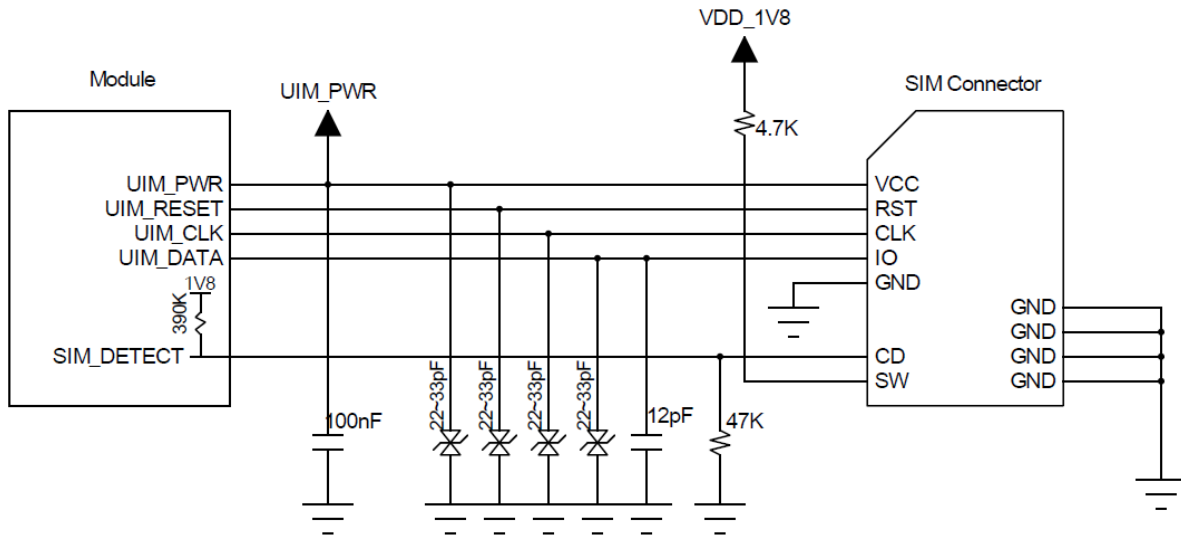 VDD_1V8
Module
SIM Connector
UIM_PWR
4.7K
UIM_PWR
VCC
UIM_RESET
RST
UIM_CLK
CLK
UIM_DATA
IO
1V8
GND
390K
GND
GND
SIM_DETECT
CD
GND
SW
GND
22~33pF
22~33pF
22~33pF
22~33pF
100nF
12pF
47K